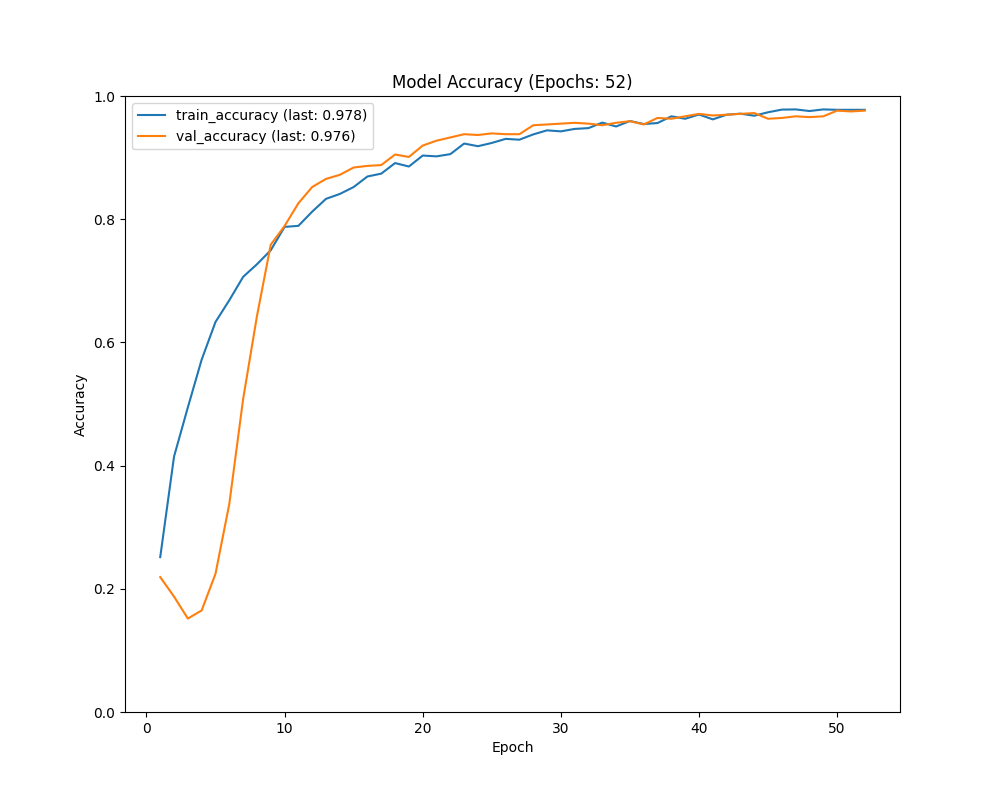 Model Accuracy (Epochs: 52)
train_accuracy (last: 0.978)
val_accuracy (last: 0.976)
1.0
0.8
0.6
0.4
0.2
0.0
Accuracy
0 10 20 30 40 50
Epoch